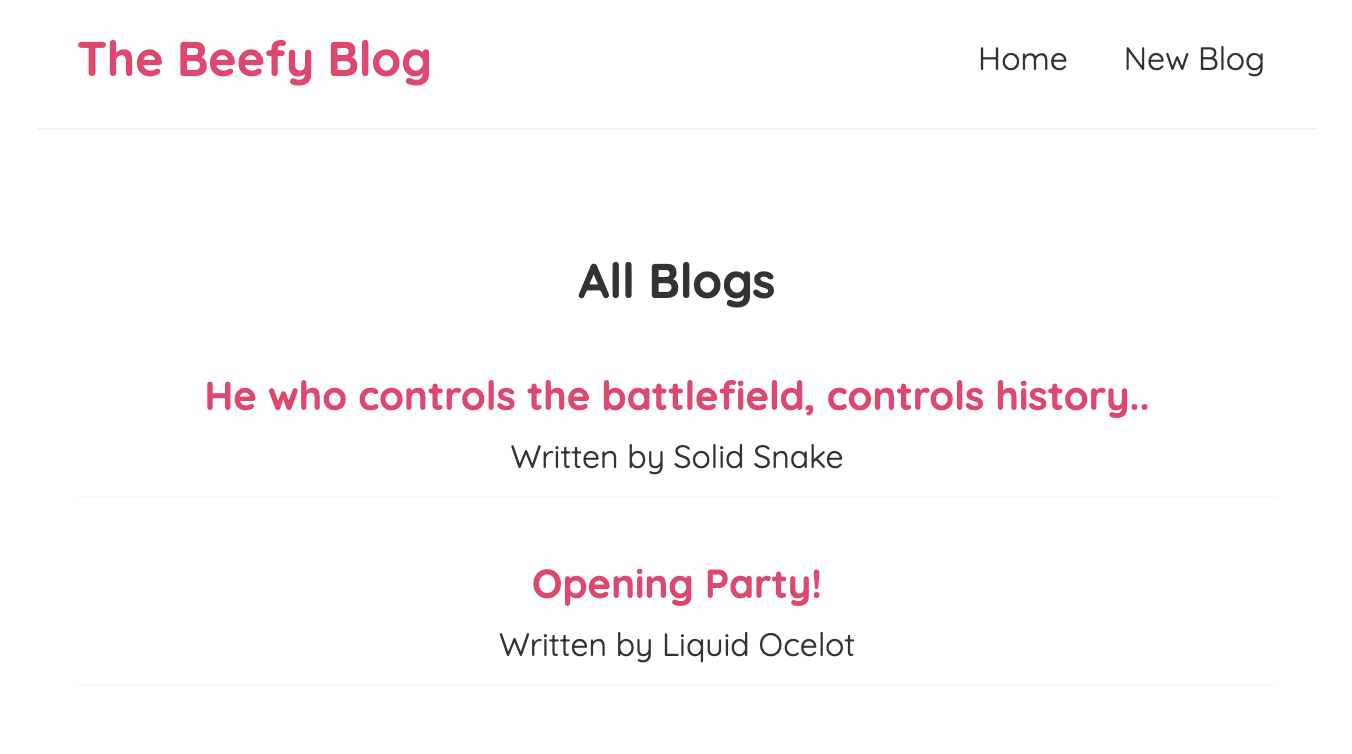 The Beefy Blog
Home
New Blog
All Blogs
He who controls the battlefield, controls history..
Written by Solid Snake
Opening Party!
Written by Liquid Ocelot